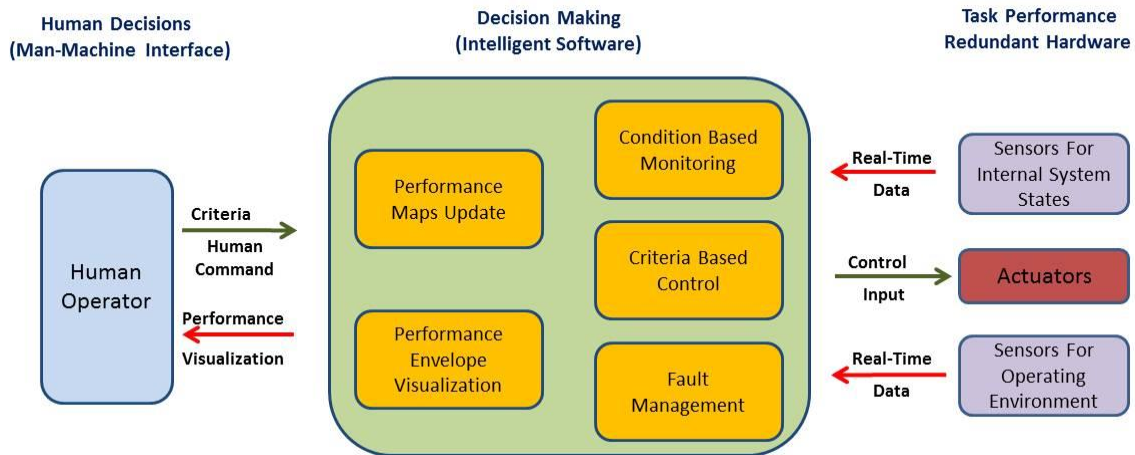 Human Decisions
(Man-Machine Interface)
Decision Making
(Intelligent Software)
Task Performance
Redundant Hardware
Human
Operator
Criteria
Human
Command
Performance
Visualization
Performance
Maps Update
Performance
Envelope
Visualization
Condition Based
Monitoring
Criteria Based
Control
Fault
Management
Real-Time
Data
Control
Input
Real-Time
Data
Sensors For
Internal System
States
Actuators
Sensors For
Operating
Environment